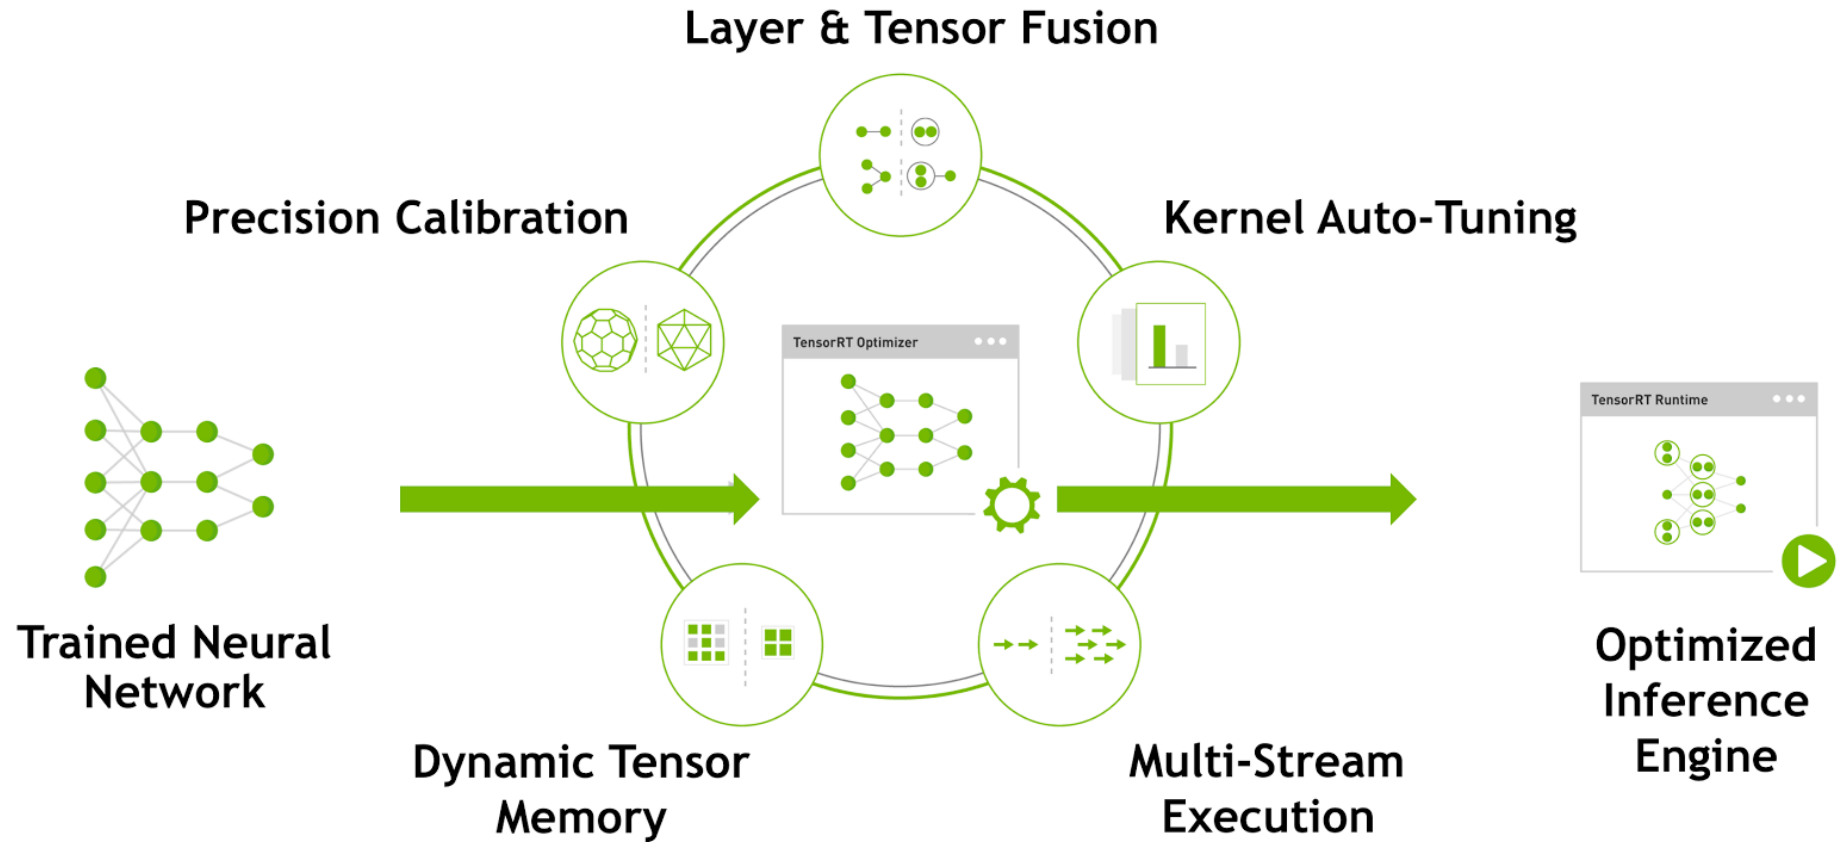 Layer & Tensor Fusion
Precision Calibration
Kernel Auto-Tuning
TensorRT Optimizer
TensorRT Runtime
Trained Neural
Network
Optimized
Inference
Engine
Dynamic Tensor
Memory
Multi-Stream
Execution